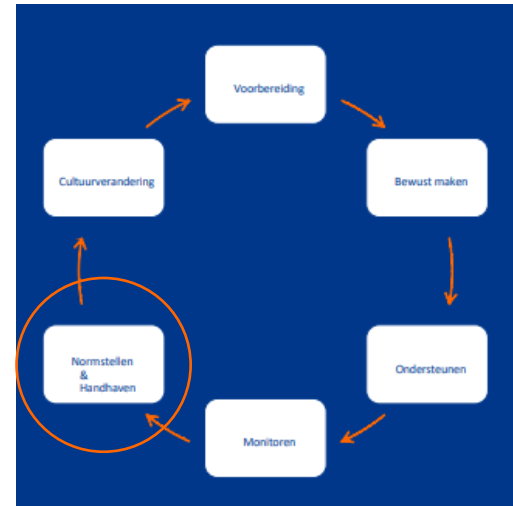 Voorbereiding
Bewust maken
Ondersteunen
Monitoren
Normstellen
&
Handhaven
Cultuurverandering